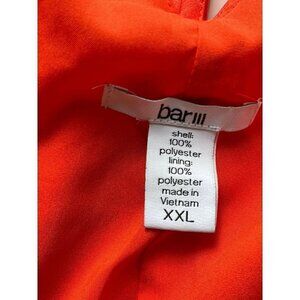 bar III
shell:
100%
polyester
lining:
100%
polyester
made in
Vietnam
XXL